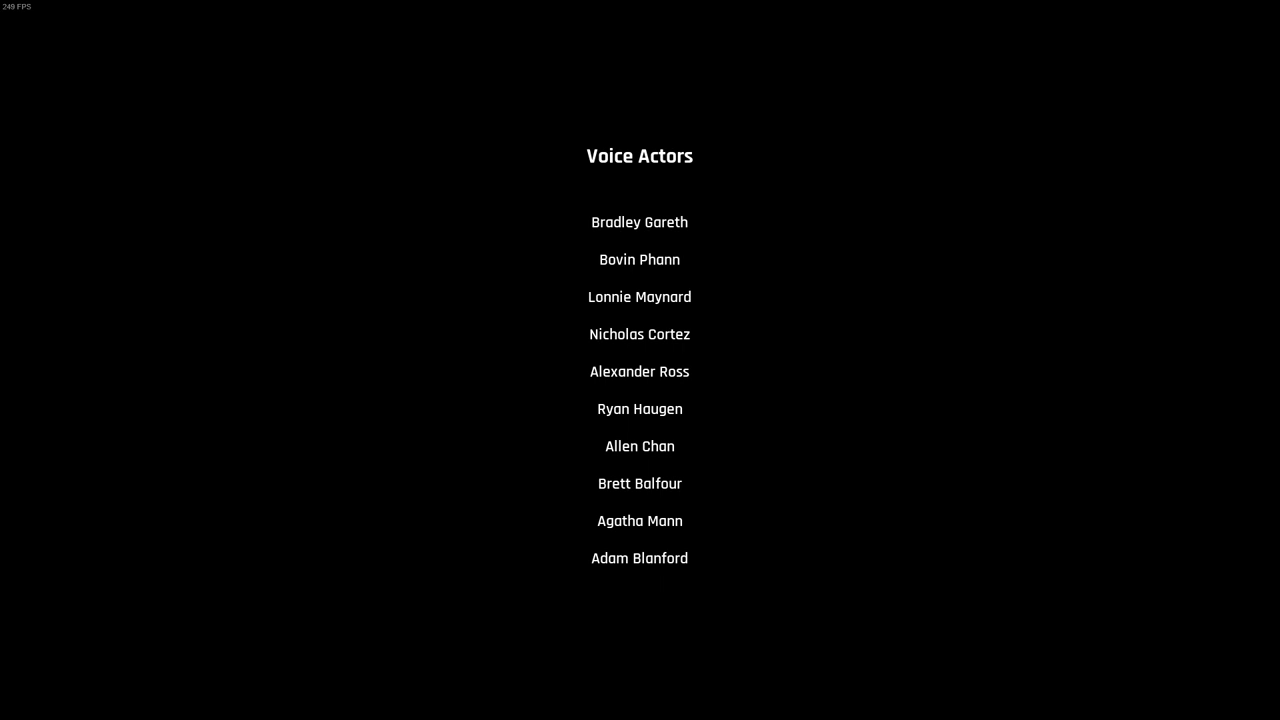 249 FPS
Voice Actors
Bradley Gareth
Bovin Phann
Lonnie Maynard
Nicholas Cortez
Alexander Ross
Ryan Haugen
Allen Chan
Brett Balfour
Agatha Mann
Adam Blanford